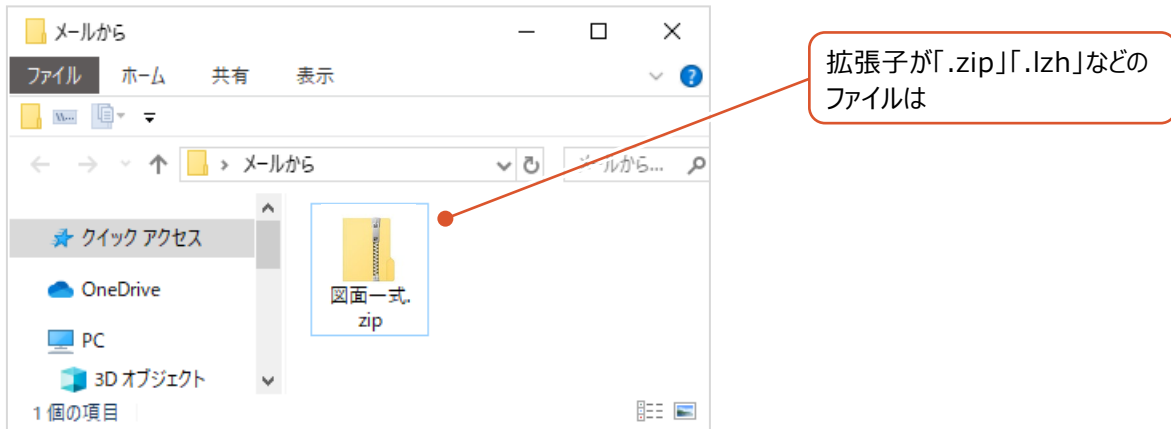 メールから
ファイル ホーム 共有 表示
メールから
メールから...
クイック アクセス
OneDrive
PC
3D オブジェクト
図面一式.
zip
1 個の項目
拡張子が「.zip」「.lzh」などの
ファイルは